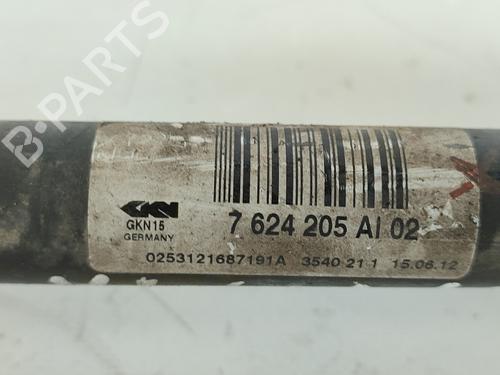 B-PARTS
GKN
GKN15
GERMANY
7 624 205 AI 02
0253121687191A 3540 21 1 15.06.12